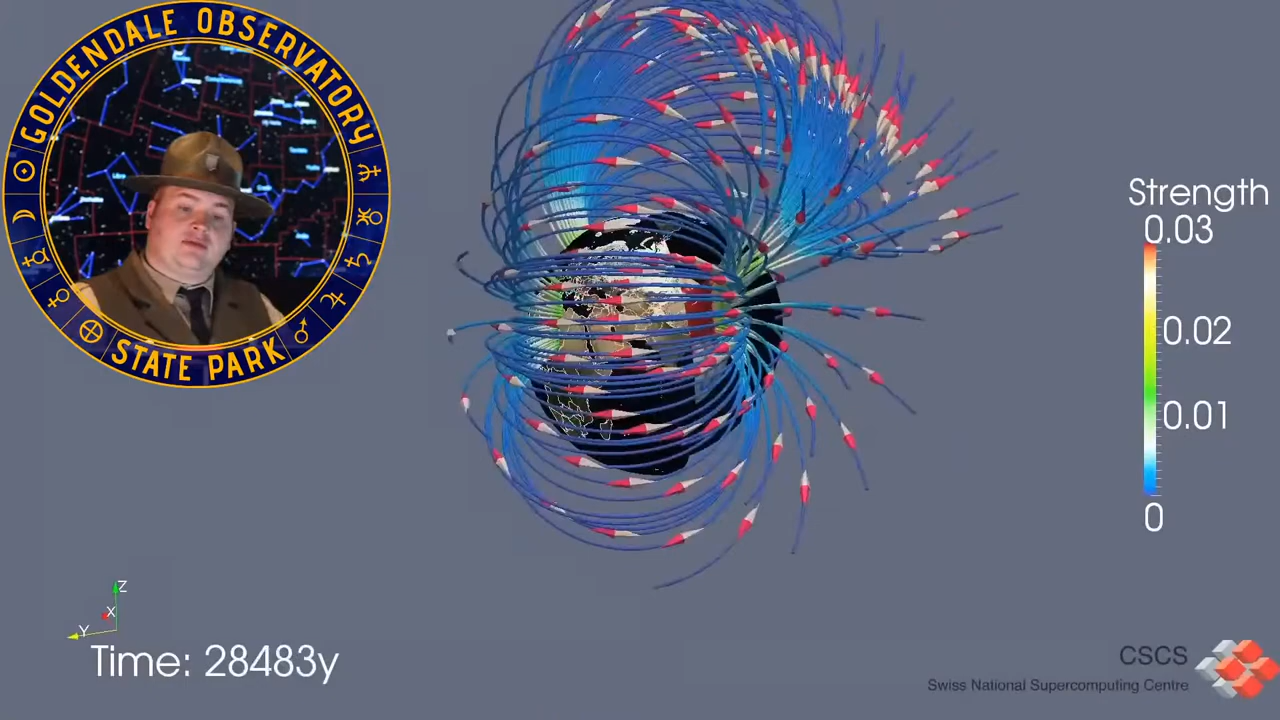 GOLDENDALE OBSERVATORY
STATE PARK
Strength
0.03
0.02
0.01
0
Z
X
Y
Time: 28483y
CSCS
Swiss National Supercomputing Centre